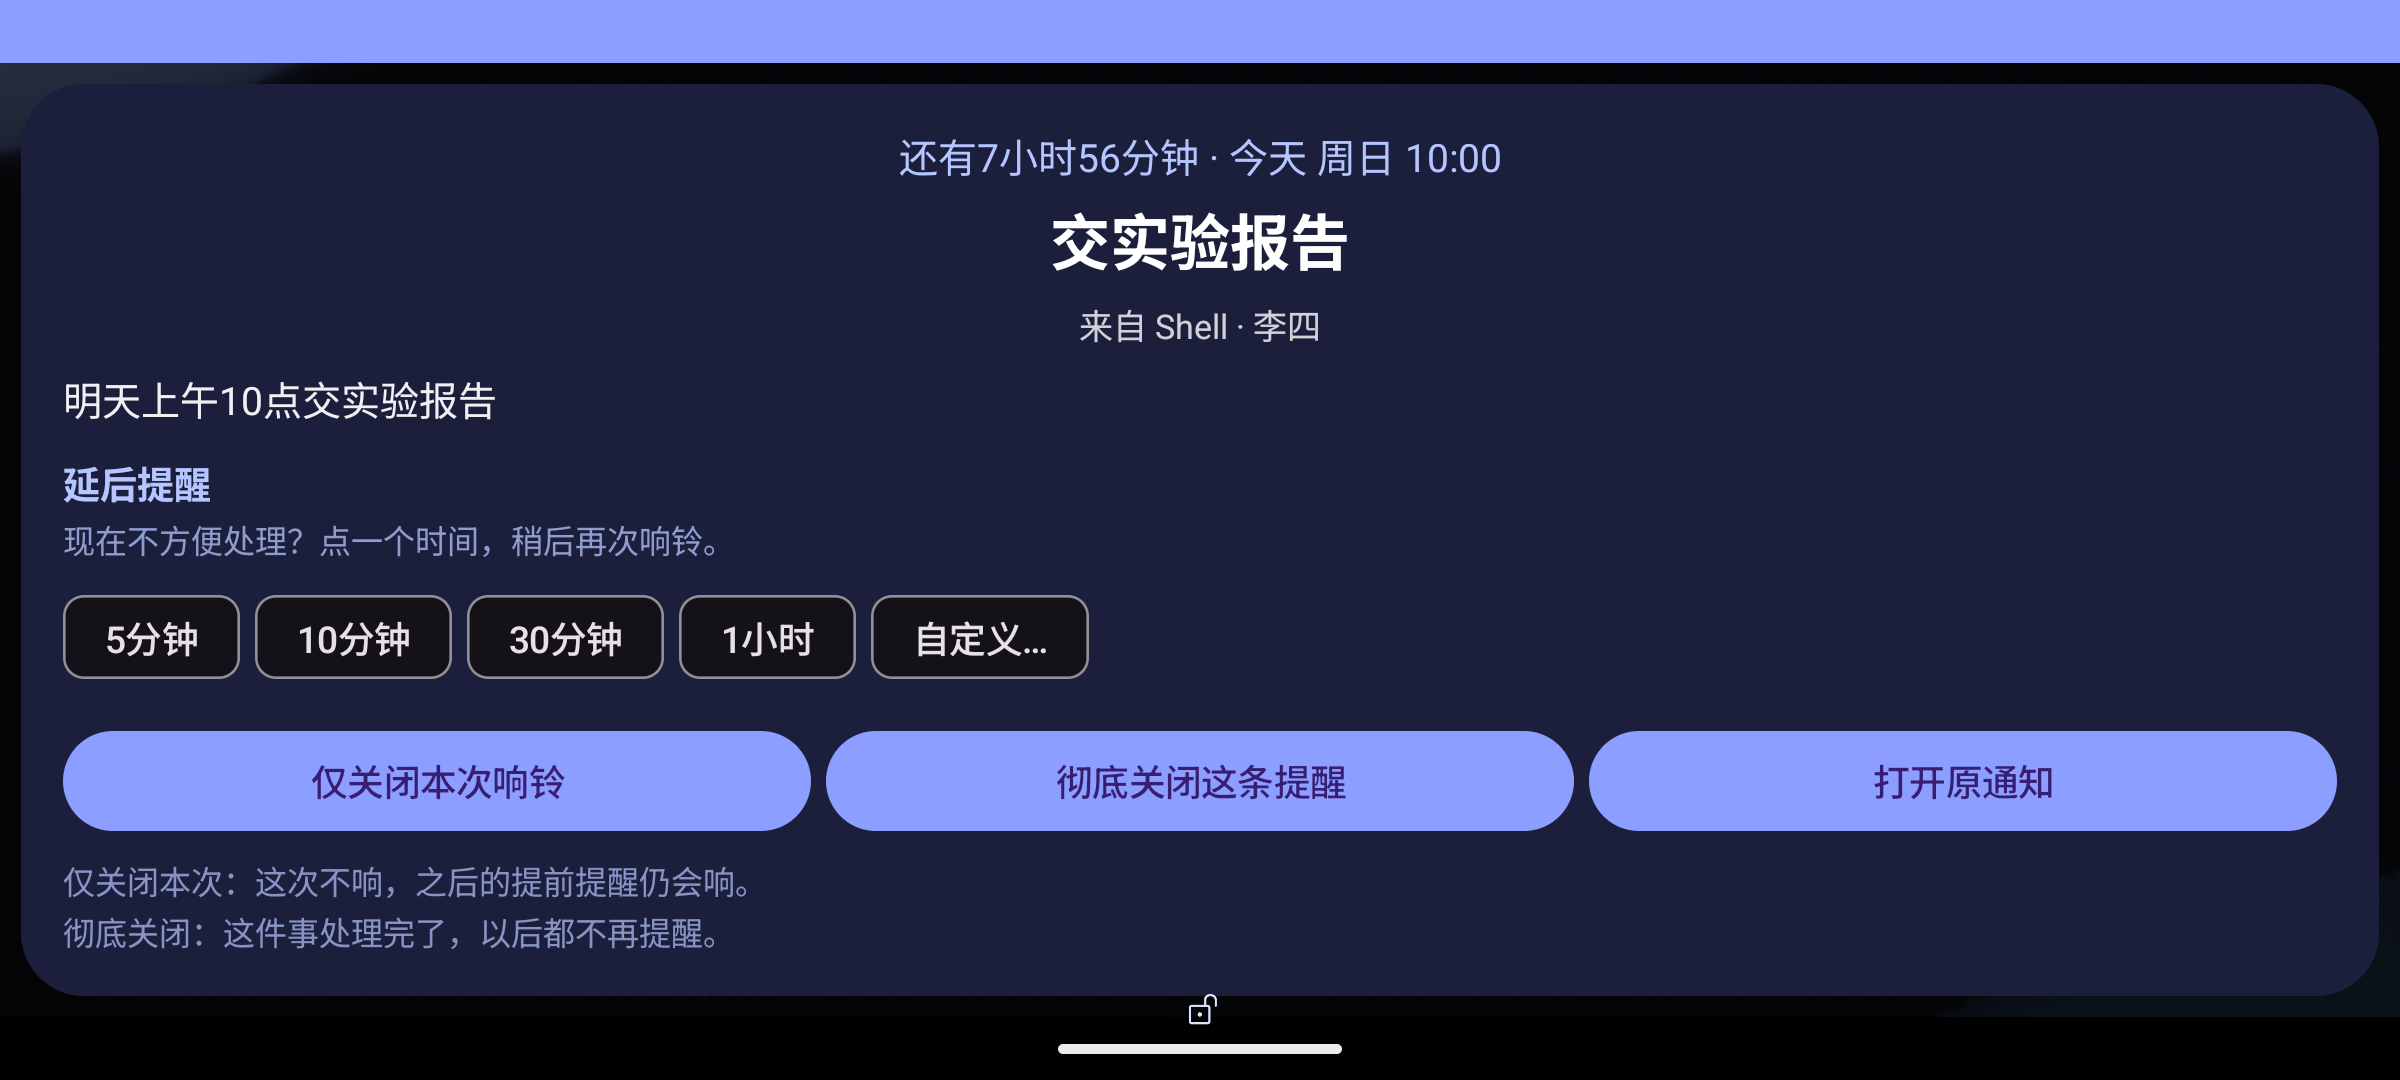 还有7小时56分钟 · 今天 周日 10:00
交实验报告
来自 Shell · 李四
明天上午10点交实验报告
延后提醒
现在不方便处理？点一个时间，稍后再次响铃。
5分钟 10分钟 30分钟 1小时 自定义...
仅关闭本次响铃 彻底关闭这条提醒 打开原通知
仅关闭本次：这次不响，之后的提前提醒仍会响。
彻底关闭：这件事处理完了，以后都不再提醒。